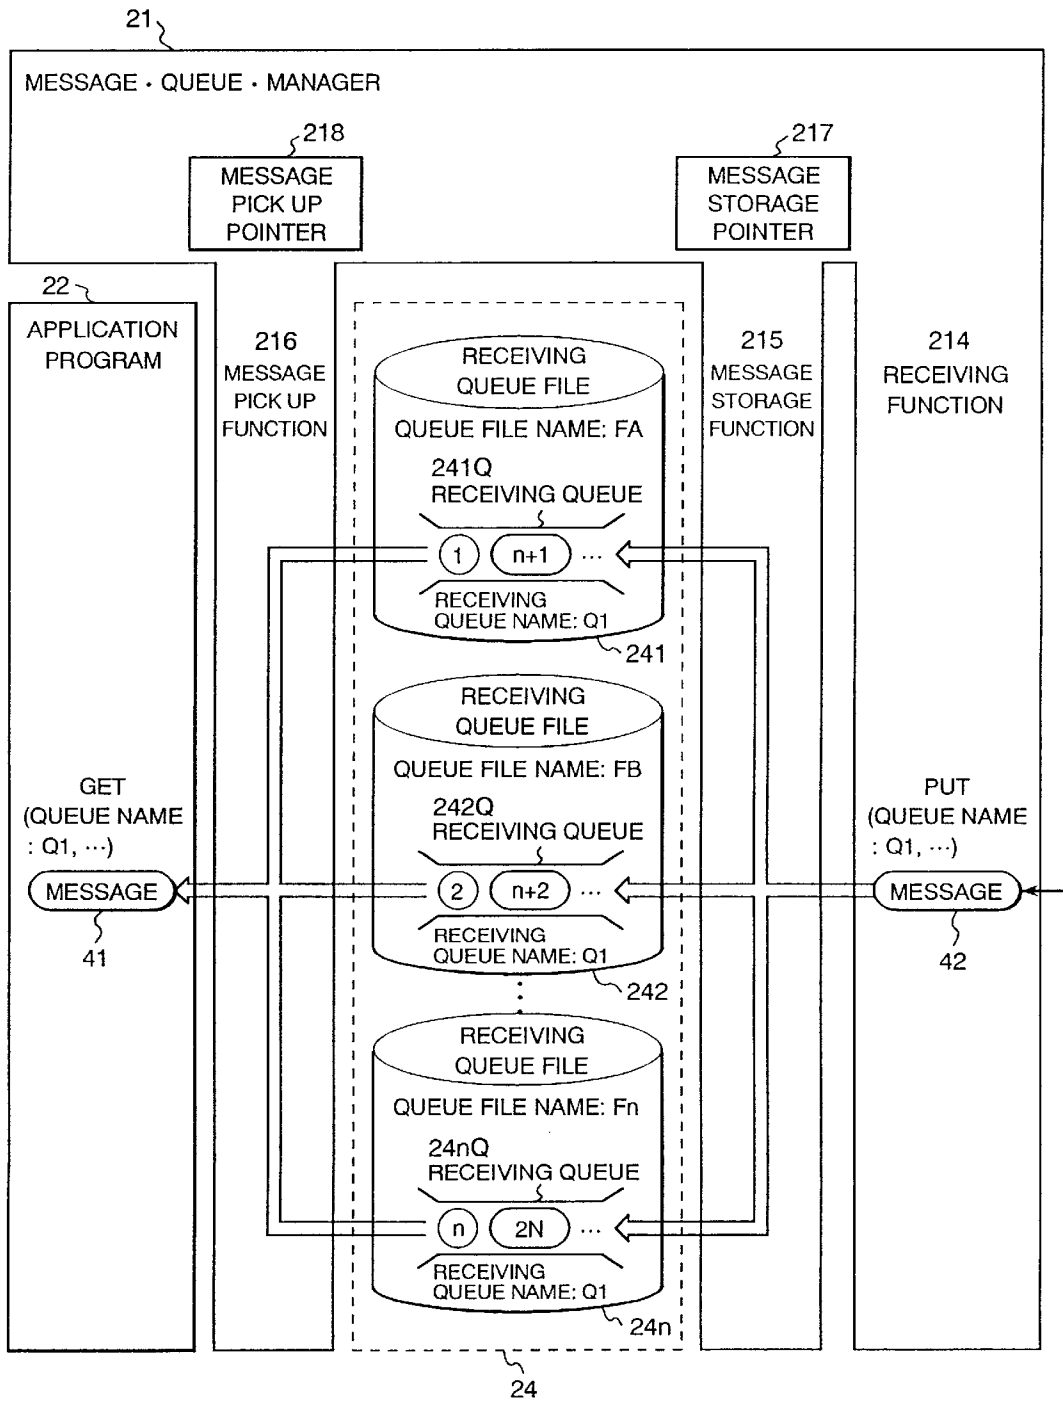 21
MESSAGE · QUEUE · MANAGER
218
MESSAGE
PICK UP
POINTER
217
MESSAGE
STORAGE
POINTER
22
APPLICATION
PROGRAM
216
MESSAGE
PICK UP
FUNCTION
215
MESSAGE
STORAGE
FUNCTION
214
RECEIVING
FUNCTION
RECEIVING
QUEUE FILE
QUEUE FILE NAME: FA
241Q
RECEIVING QUEUE
1 n+1 ···
RECEIVING
QUEUE NAME: Q1
241
RECEIVING
QUEUE FILE
QUEUE FILE NAME: FB
242Q
RECEIVING QUEUE
2 n+2 ···
RECEIVING
QUEUE NAME: Q1
242
GET
(QUEUE NAME
: Q1, ···)
MESSAGE
41
PUT
(QUEUE NAME
: Q1, ···)
MESSAGE
42
RECEIVING
QUEUE FILE
QUEUE FILE NAME: Fn
24nQ
RECEIVING QUEUE
n 2N ···
RECEIVING
QUEUE NAME: Q1
24n
24